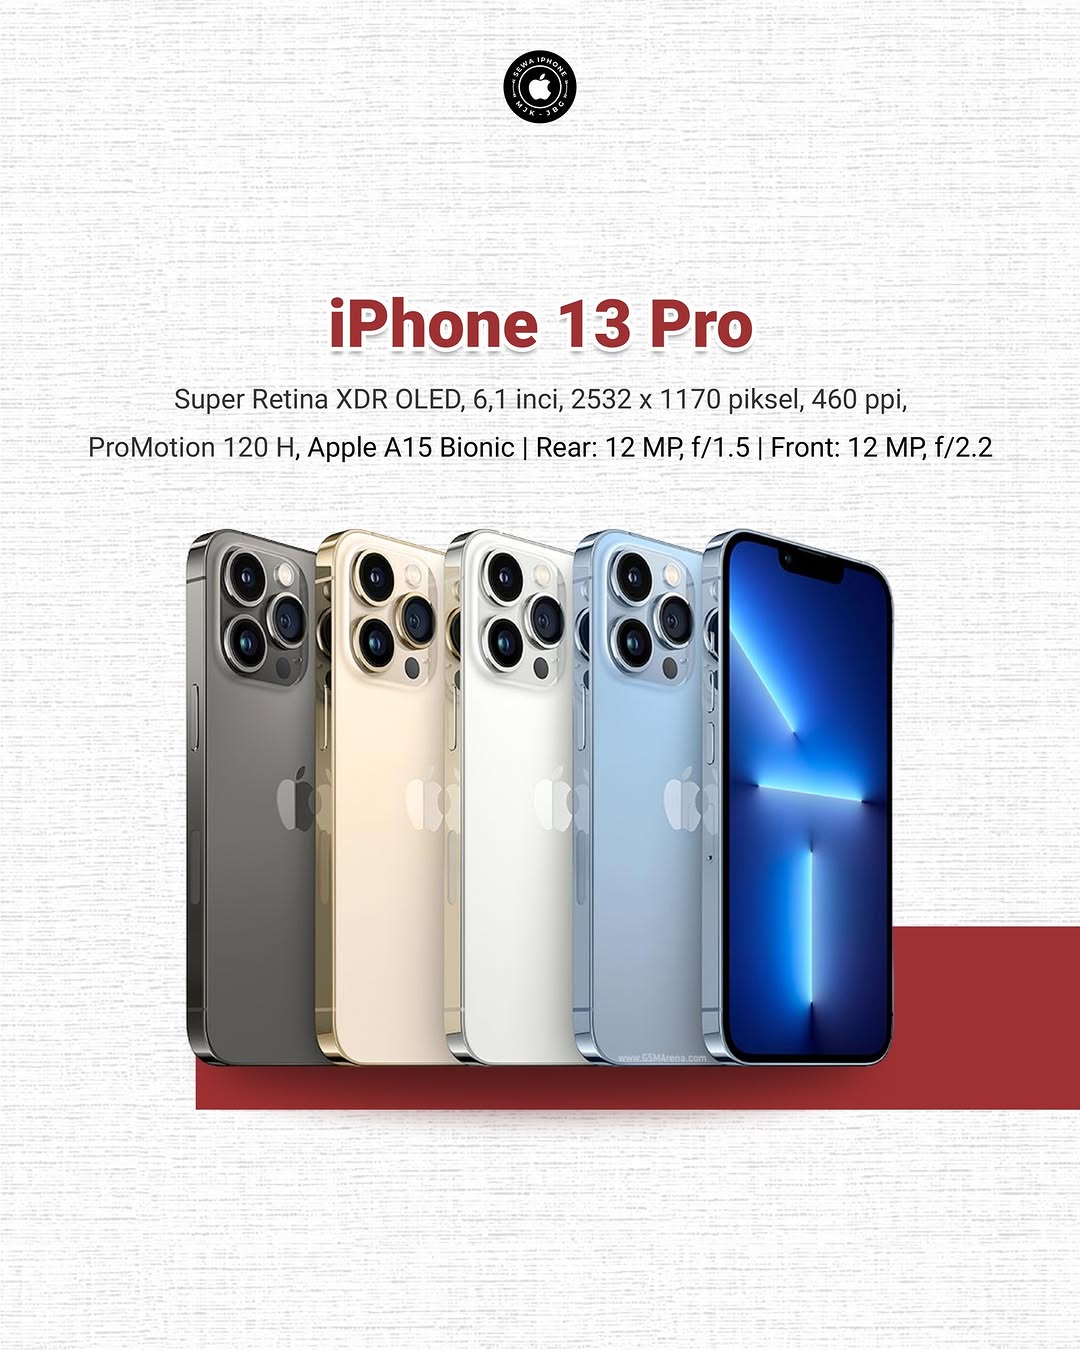 SEWA IPHONE
MJK - JBG
iPhone 13 Pro
Super Retina XDR OLED, 6,1 inci, 2532 x 1170 piksel, 460 ppi,
ProMotion 120 H, Apple A15 Bionic | Rear: 12 MP, f/1.5 | Front: 12 MP, f/2.2
www.GSMArena.com